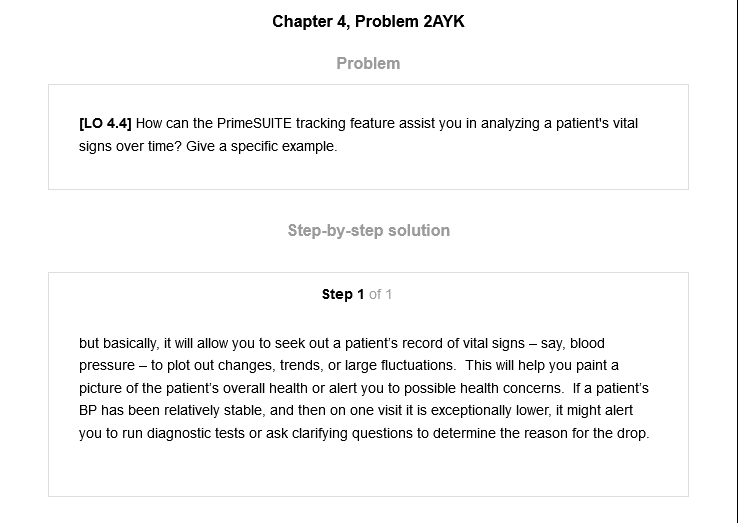 Chapter 4, Problem 2AYK
Problem
[LO 4.4] How can the PrimeSUITE tracking feature assist you in analyzing a patient's vital
signs over time? Give a specific example.
Step-by-step solution
Step 1 of 1
but basically, it will allow you to seek out a patient’s record of vital signs – say, blood
pressure – to plot out changes, trends, or large fluctuations.  This will help you paint a
picture of the patient’s overall health or alert you to possible health concerns.  If a patient’s
BP has been relatively stable, and then on one visit it is exceptionally lower, it might alert
you to run diagnostic tests or ask clarifying questions to determine the reason for the drop.